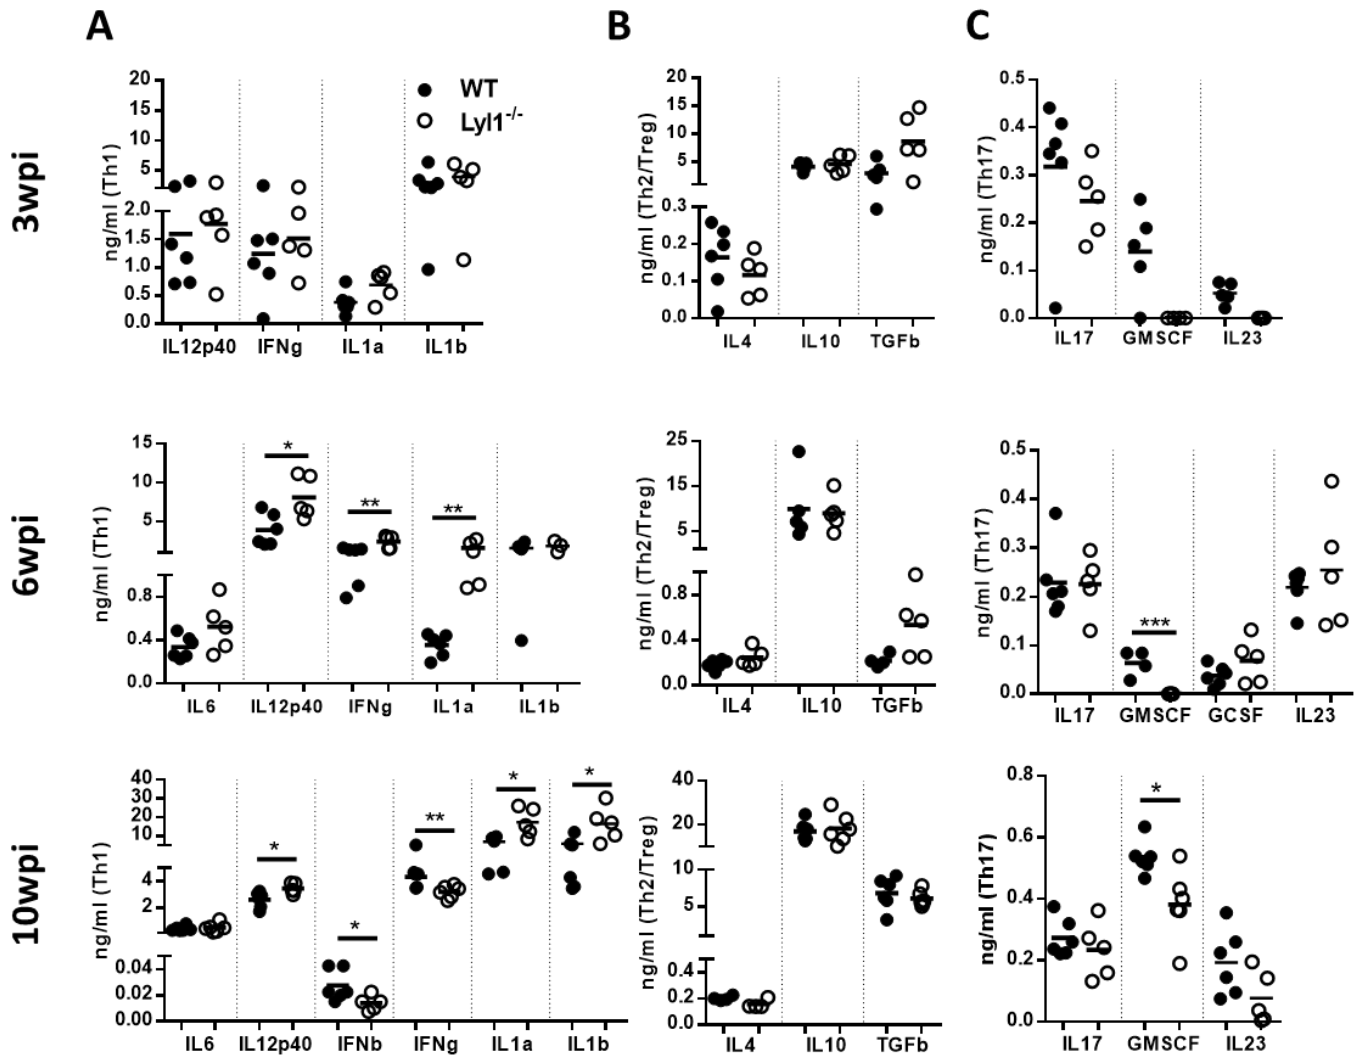 A
B
C
3wpi
ng/ml (Th1)
20
15
10
5
2.0
1.5
1.0
0.5
0.0
WT
Lyl1-/-
IL12p40 IFNg IL1a IL1b
ng/ml (Th2/Treg)
20
15
10
5
0.3
0.2
0.1
0.0
IL4 IL10 TGFb
ng/ml (Th17)
0.5
0.4
0.3
0.2
0.1
0.0
IL17 GMSCF IL23
6wpi
ng/ml (Th1)
15
10
5
0.8
0.4
0.0
* ** **
IL6 IL12p40 IFNg IL1a IL1b
ng/ml (Th2/Treg)
25
15
5
0.8
0.4
0.0
IL4 IL10 TGFb
ng/ml (Th17)
0.5
0.4
0.3
0.2
0.1
0.0
***
IL17 GMSCF GCSF IL23
10wpi
ng/ml (Th1)
40
30
20
10
4
2
0.04
0.02
0.00
* * ** * *
IL6 IL12p40 IFNb IFNg IL1a IL1b
ng/ml (Th2/Treg)
40
20
10
5
0.4
0.2
0.0
IL4 IL10 TGFb
ng/ml (Th17)
0.8
0.6
0.4
0.2
0.0
*
IL17 GMSCF IL23